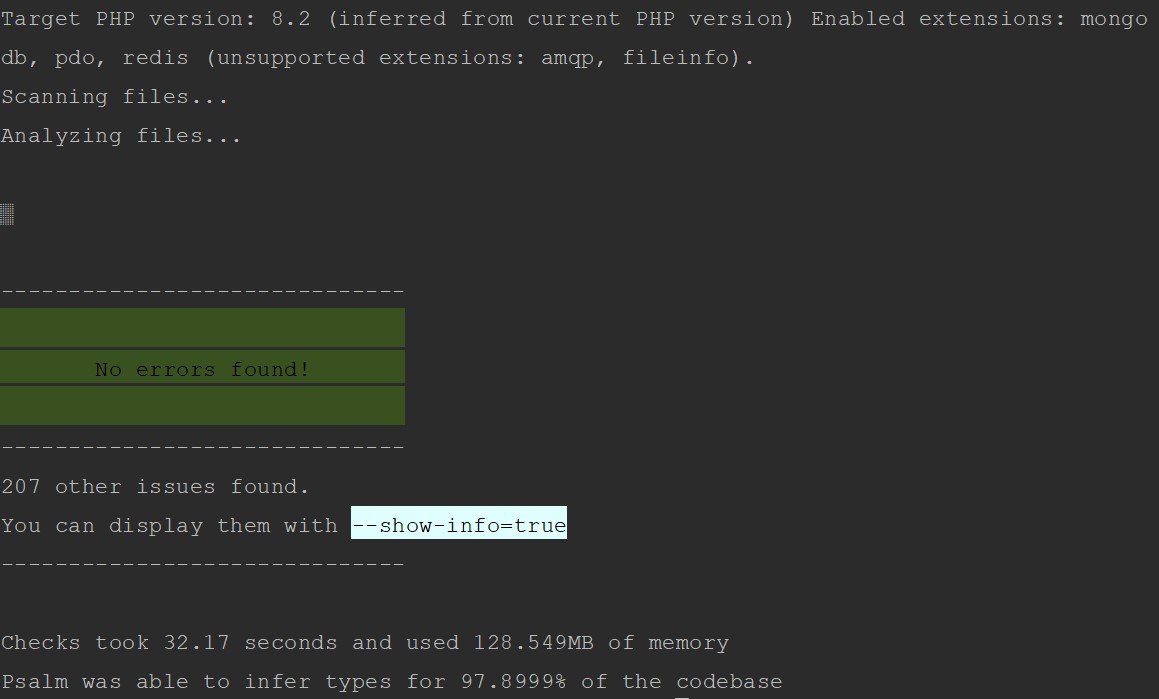 Target PHP version: 8.2 (inferred from current PHP version) Enabled extensions: mongo
db, pdo, redis (unsupported extensions: amqp, fileinfo).
Scanning files...
Analyzing files...
░
------------------------------
No errors found!
------------------------------
207 other issues found.
You can display them with --show-info=true
------------------------------
Checks took 32.17 seconds and used 128.549MB of memory
Psalm was able to infer types for 97.8999% of the codebase